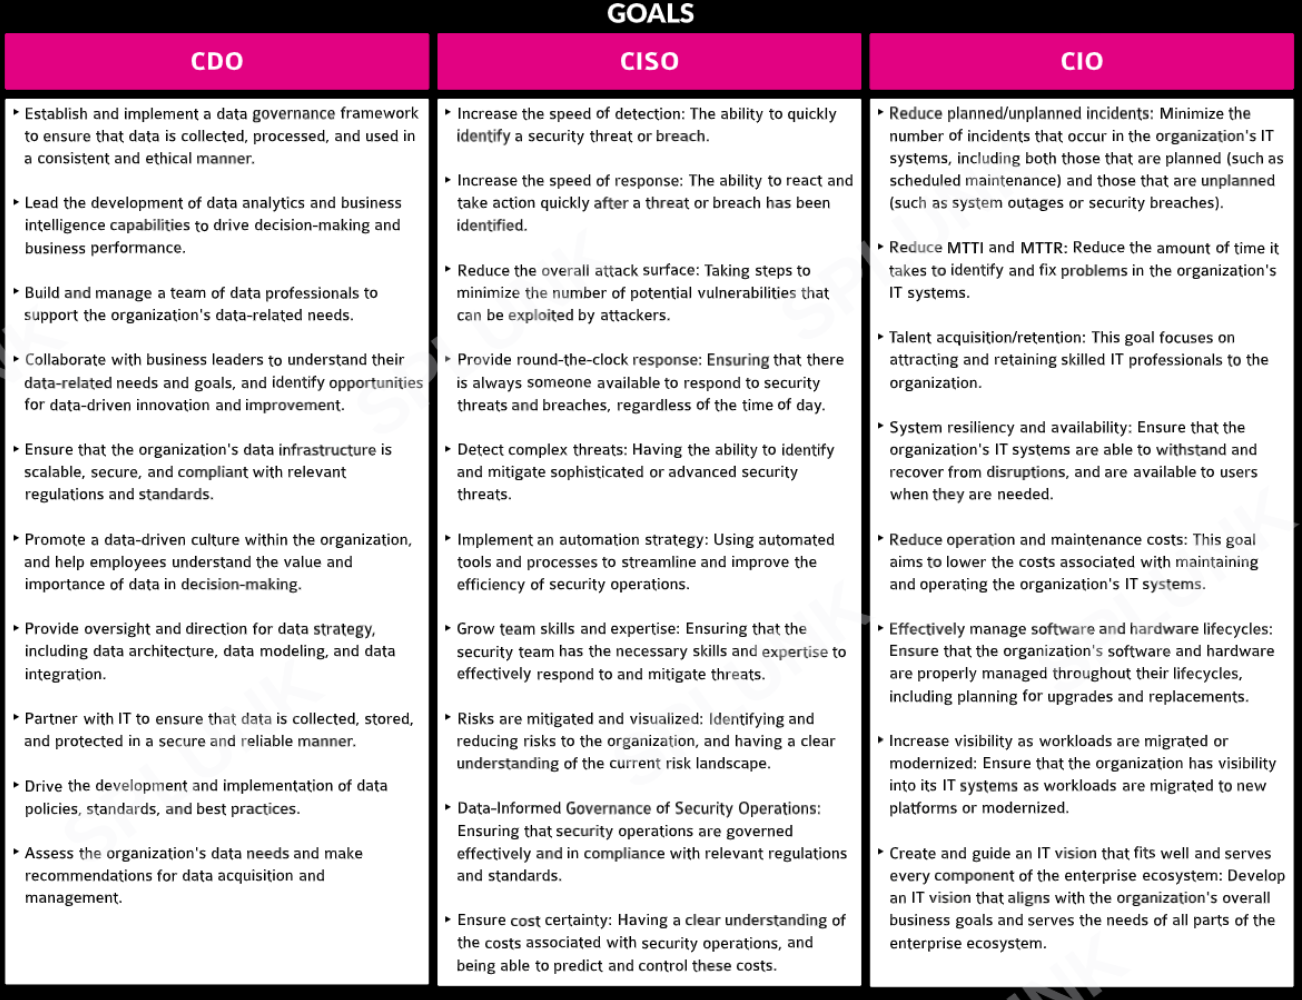 GOALS
CDO
‣ Establish and implement a data governance framework
to ensure that data is collected, processed, and used in
a consistent and ethical manner.
‣ Lead the development of data analytics and business
intelligence capabilities to drive decision-making and
business performance.
‣ Build and manage a team of data professionals to
support the organization's data-related needs.
‣ Collaborate with business leaders to understand their
data-related needs and goals, and identify opportunities
for data-driven innovation and improvement.
‣ Ensure that the organization's data infrastructure is
scalable, secure, and compliant with relevant
regulations and standards.
‣ Promote a data-driven culture within the organization,
and help employees understand the value and
importance of data in decision-making.
‣ Provide oversight and direction for data strategy,
including data architecture, data modeling, and data
integration.
‣ Partner with IT to ensure that data is collected, stored,
and protected in a secure and reliable manner.
‣ Drive the development and implementation of data
policies, standards, and best practices.
‣ Assess the organization's data needs and make
recommendations for data acquisition and
management.
CISO
‣ Increase the speed of detection: The ability to quickly
identify a security threat or breach.
‣ Increase the speed of response: The ability to react and
take action quickly after a threat or breach has been
identified.
‣ Reduce the overall attack surface: Taking steps to
minimize the number of potential vulnerabilities that
can be exploited by attackers.
‣ Provide round-the-clock response: Ensuring that there
is always someone available to respond to security
threats and breaches, regardless of the time of day.
‣ Detect complex threats: Having the ability to identify
and mitigate sophisticated or advanced security
threats.
‣ Implement an automation strategy: Using automated
tools and processes to streamline and improve the
efficiency of security operations.
‣ Grow team skills and expertise: Ensuring that the
security team has the necessary skills and expertise to
effectively respond to and mitigate threats.
‣ Risks are mitigated and visualized: Identifying and
reducing risks to the organization, and having a clear
understanding of the current risk landscape.
‣ Data-Informed Governance of Security Operations:
Ensuring that security operations are governed
effectively and in compliance with relevant regulations
and standards.
‣ Ensure cost certainty: Having a clear understanding of
the costs associated with security operations, and
being able to predict and control these costs.
CIO
‣ Reduce planned/unplanned incidents: Minimize the
number of incidents that occur in the organization's IT
systems, including both those that are planned (such as
scheduled maintenance) and those that are unplanned
(such as system outages or security breaches).
‣ Reduce MTTI and MTTR: Reduce the amount of time it
takes to identify and fix problems in the organization's
IT systems.
‣ Talent acquisition/retention: This goal focuses on
attracting and retaining skilled IT professionals to the
organization.
‣ System resiliency and availability: Ensure that the
organization's IT systems are able to withstand and
recover from disruptions, and are available to users
when they are needed.
‣ Reduce operation and maintenance costs: This goal
aims to lower the costs associated with maintaining
and operating the organization's IT systems.
‣ Effectively manage software and hardware lifecycles:
Ensure that the organization's software and hardware
are properly managed throughout their lifecycles,
including planning for upgrades and replacements.
‣ Increase visibility as workloads are migrated or
modernized: Ensure that the organization has visibility
into its IT systems as workloads are migrated to new
platforms or modernized.
‣ Create and guide an IT vision that fits well and serves
every component of the enterprise ecosystem: Develop
an IT vision that aligns with the organization's overall
business goals and serves the needs of all parts of the
enterprise ecosystem.